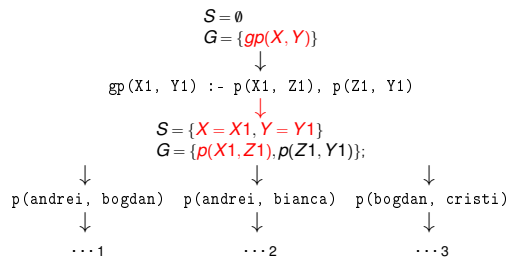 S = ∅
G = {gp(X, Y)}
↓
gp(X1, Y1) :- p(X1, Z1), p(Z1, Y1)
↓
S = {X = X1, Y = Y1}
G = {p(X1, Z1), p(Z1, Y1)};
↓ ↓ ↓
p(andrei, bogdan) p(andrei, bianca) p(bogdan, cristi)
↓ ↓ ↓
···1 ···2 ···3